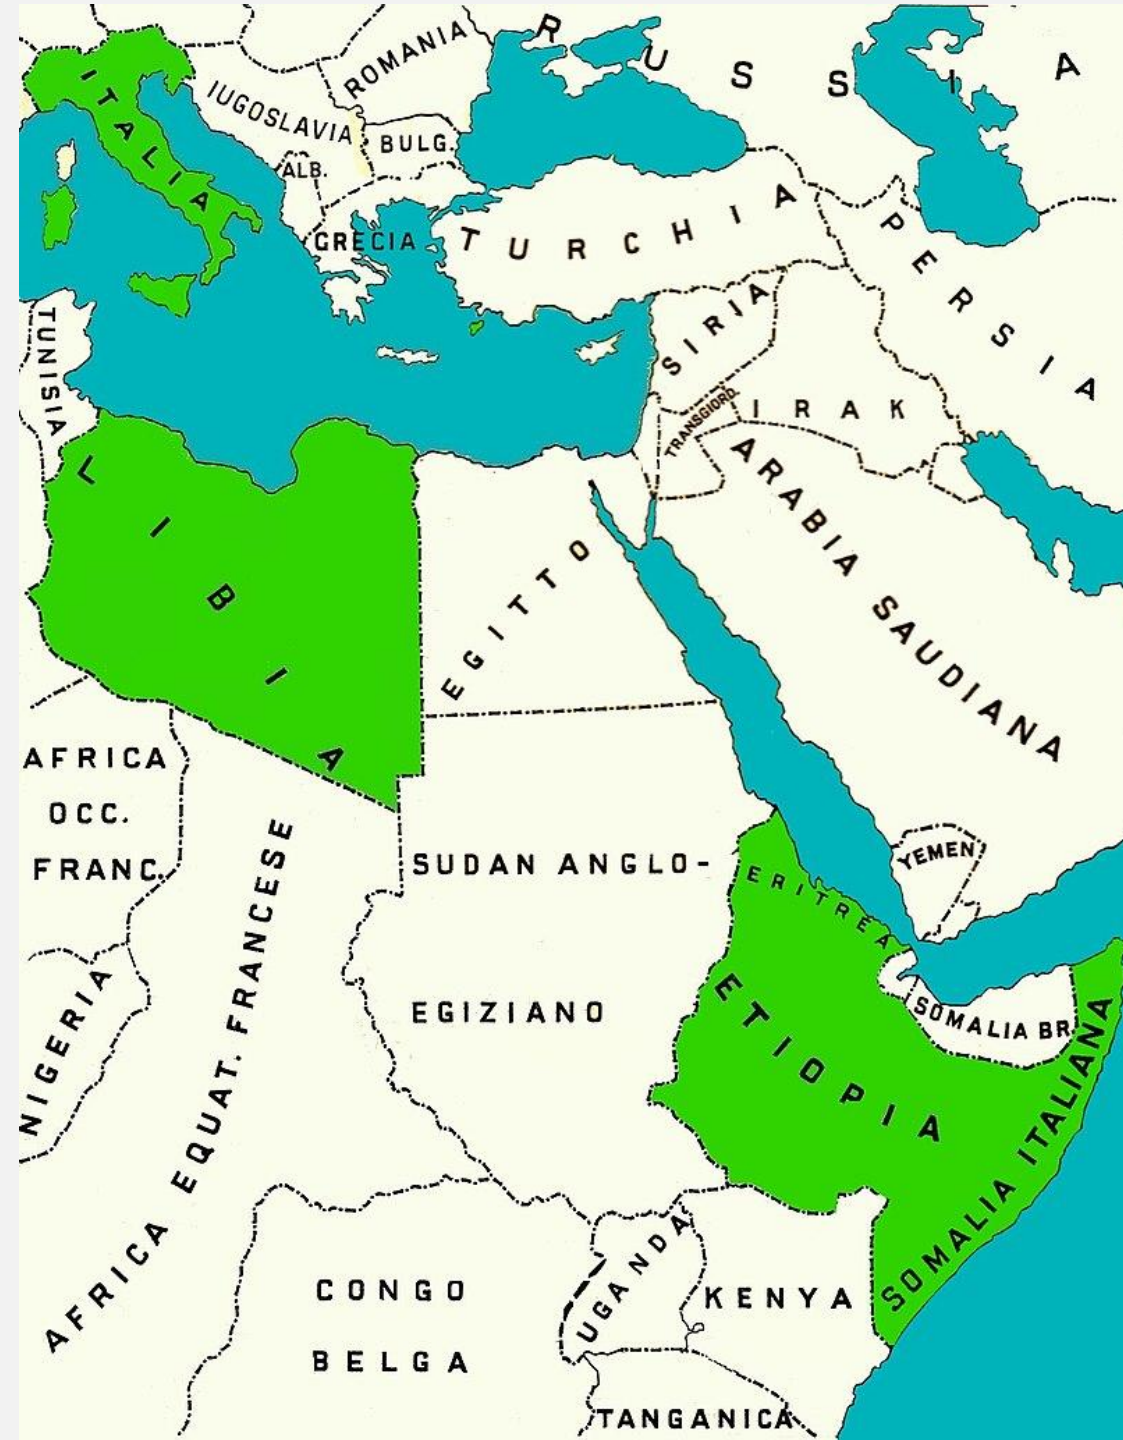 RUSSIA
ROMANIA
ITALIA
IUGOSLAVIA
BULG.
ALB.
GRECIA
TURCHIA
PERSIA
SIRIA
TUNISIA
TRANSGIORD.
IRAK
LIBIA
EGITTO
ARABIA SAUDIANA
AFRICA
OCC.
FRANC.
SUDAN ANGLO-
EGIZIANO
YEMEN
ERITREA
ETIOPIA
SOMALIA BR.
SOMALIA ITALIANA
NIGERIA
AFRICA EQUAT. FRANCESE
CONGO
BELGA
UGANDA
KENYA
TANGANICA